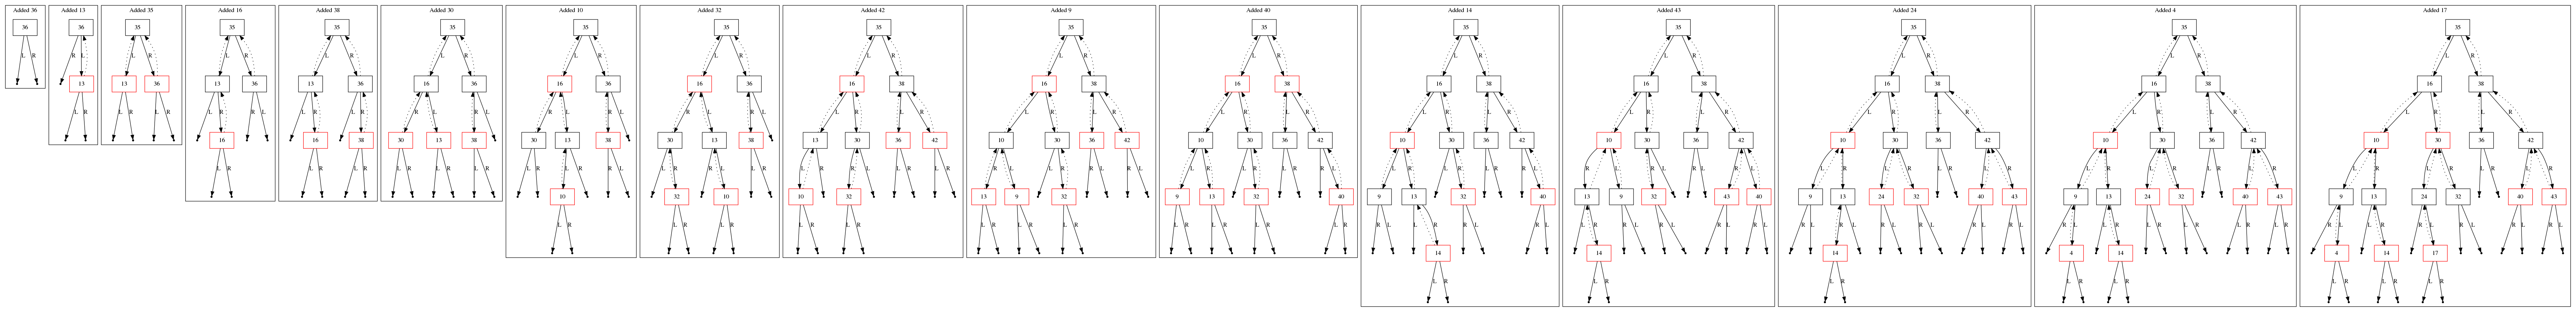 Added 36
36
L R
Added 13
36
R L
13
L R
Added 35
35
L R
13 36
L R L R
Added 16
35
L R
13 36
L R R L
16
L R
Added 38
35
L R
13 36
L R L R
16 38
L R L R
Added 30
35
L R
16 36
R L R L
30 13 38
L R L R R L
Added 10
35
L R
16 36
R L R L
30 13 38
L R L R R L
10
L R
Added 32
35
L R
16 36
R L R L
30 13 38
L R R L L R
32 10
L R L R
Added 42
35
L R
16 38
L R L R
13 30 36 42
L R L R L R L R
10 32
L R L R
Added 9
35
L R
16 38
L R L R
10 30 36 42
R L L R R L R L
13 9 32
L R L R L R
Added 40
35
L R
16 38
L R L R
10 30 36 42
L R L R L R R L
9 13 32 40
L R L R L R L R
Added 14
35
L R
16 38
L R L R
10 30 36 42
L R L R L R R L
9 13 32 40
R L L R R L R L
14
L R
Added 43
35
L R
16 38
L R L R
10 30 36 42
R L L R R L R L
13 9 32 43 40
L R R L R L R L R L
14
L R
Added 24
35
L R
16 38
L R L R
10 30 36 42
L R L R L R L R
9 13 24 32 40 43
R L R L L R R L R L R L
14
L R
Added 4
35
L R
16 38
L R L R
10 30 36 42
L R L R L R L R
9 13 24 32 40 43
R L L R L R R L L R L R
4 14
L R L R
Added 17
35
L R
16 38
L R L R
10 30 36 42
L R L R L R L R
9 13 24 32 40 43
R L L R R L R L R L R L
4 14 17
L R L R L R